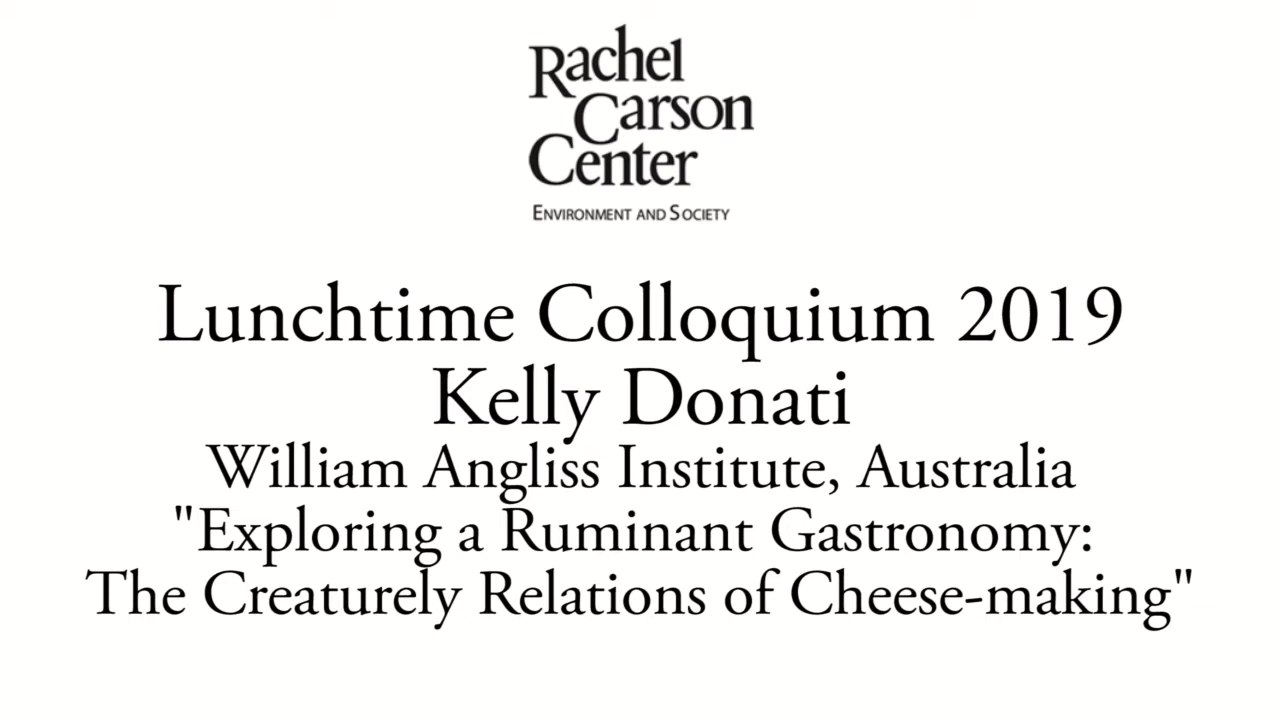 Rachel
Carson
Center
ENVIRONMENT AND SOCIETY
Lunchtime Colloquium 2019
Kelly Donati
William Angliss Institute, Australia
"Exploring a Ruminant Gastronomy:
The Creaturely Relations of Cheese-making"